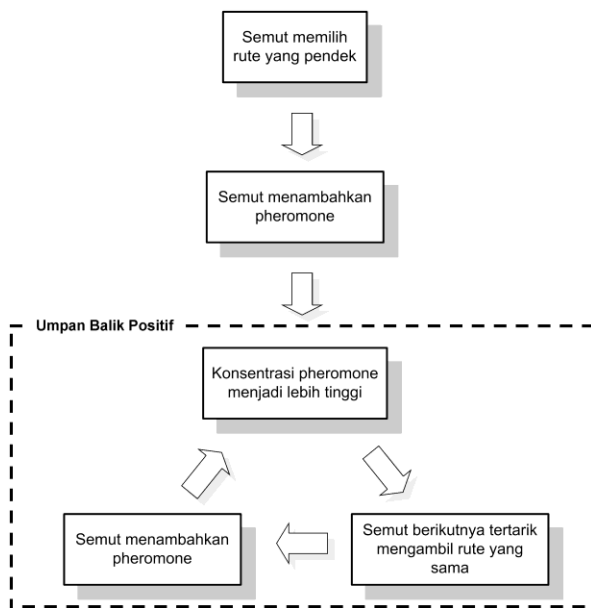 Semut memilih
rute yang pendek
Semut menambahkan
pheromone
Umpan Balik Positif
Konsentrasi pheromone
menjadi lebih tinggi
Semut menambahkan
pheromone
Semut berikutnya tertarik
mengambil rute yang
sama